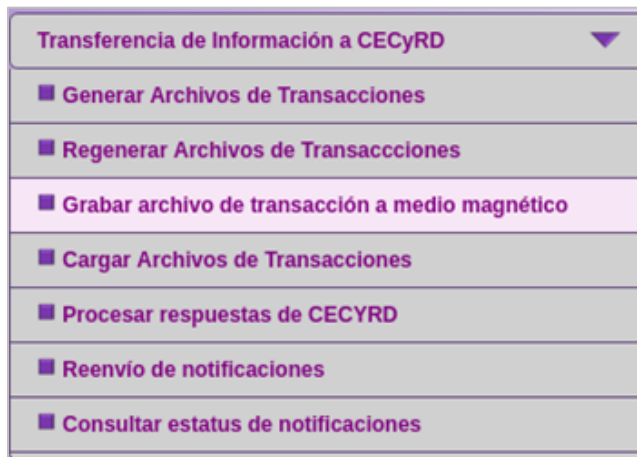 Transferencia de Información a CECyRD
Generar Archivos de Transacciones
Regenerar Archivos de Transaccciones
Grabar archivo de transacción a medio magnético
Cargar Archivos de Transacciones
Procesar respuestas de CECYRD
Reenvío de notificaciones
Consultar estatus de notificaciones